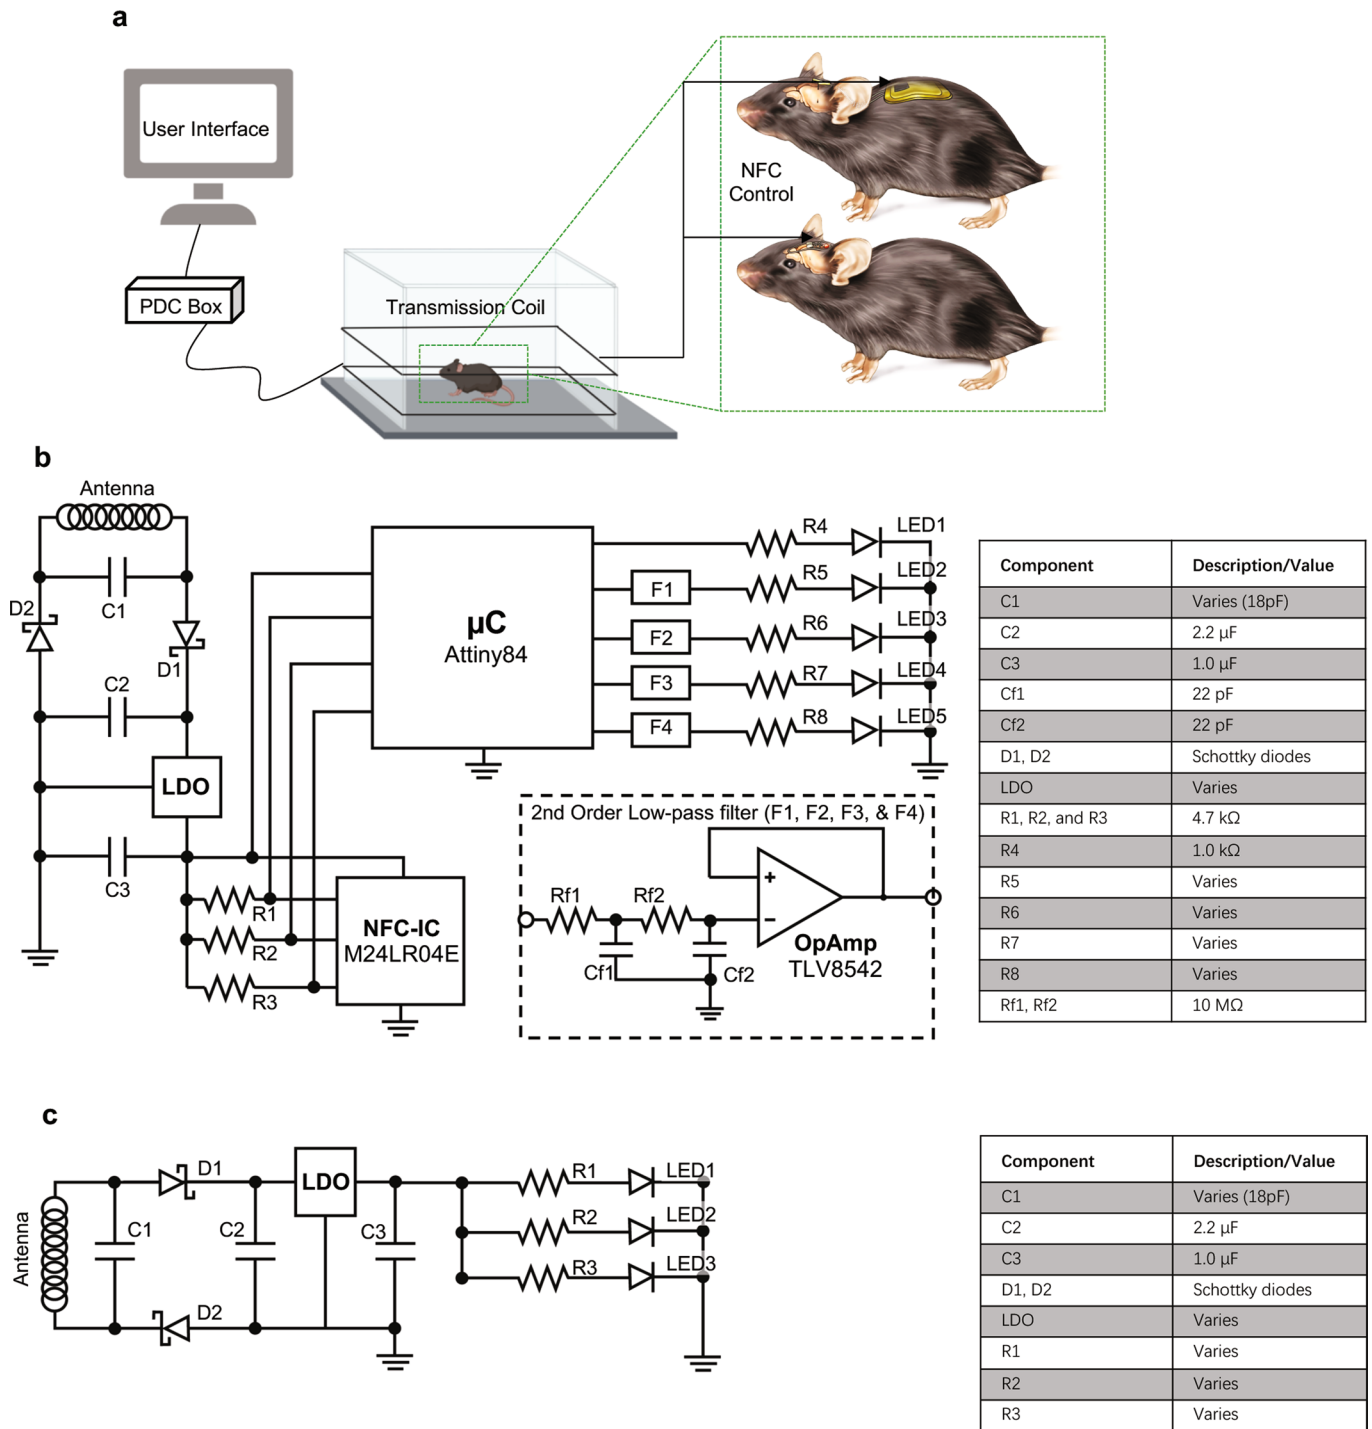 a
User Interface
PDC Box
Transmission Coil
NFC
Control
b
Antenna
C1
D2
D1
C2
LDO
C3
R1
R2
R3
NFC-IC
M24LR04E
µC
Attiny84
F1
F2
F3
F4
R4
R5
R6
R7
R8
LED1
LED2
LED3
LED4
LED5
2nd Order Low-pass filter (F1, F2, F3, & F4)
Rf1
Rf2
Cf1
Cf2
+
−
OpAmp
TLV8542
Component Description/Value
C1 Varies (18pF)
C2 2.2 µF
C3 1.0 µF
Cf1 22 pF
Cf2 22 pF
D1, D2 Schottky diodes
LDO Varies
R1, R2, and R3 4.7 kΩ
R4 1.0 kΩ
R5 Varies
R6 Varies
R7 Varies
R8 Varies
Rf1, Rf2 10 MΩ
c
Antenna
C1
D1
D2
C2
LDO
C3
R1
R2
R3
LED1
LED2
LED3
Component Description/Value
C1 Varies (18pF)
C2 2.2 µF
C3 1.0 µF
D1, D2 Schottky diodes
LDO Varies
R1 Varies
R2 Varies
R3 Varies